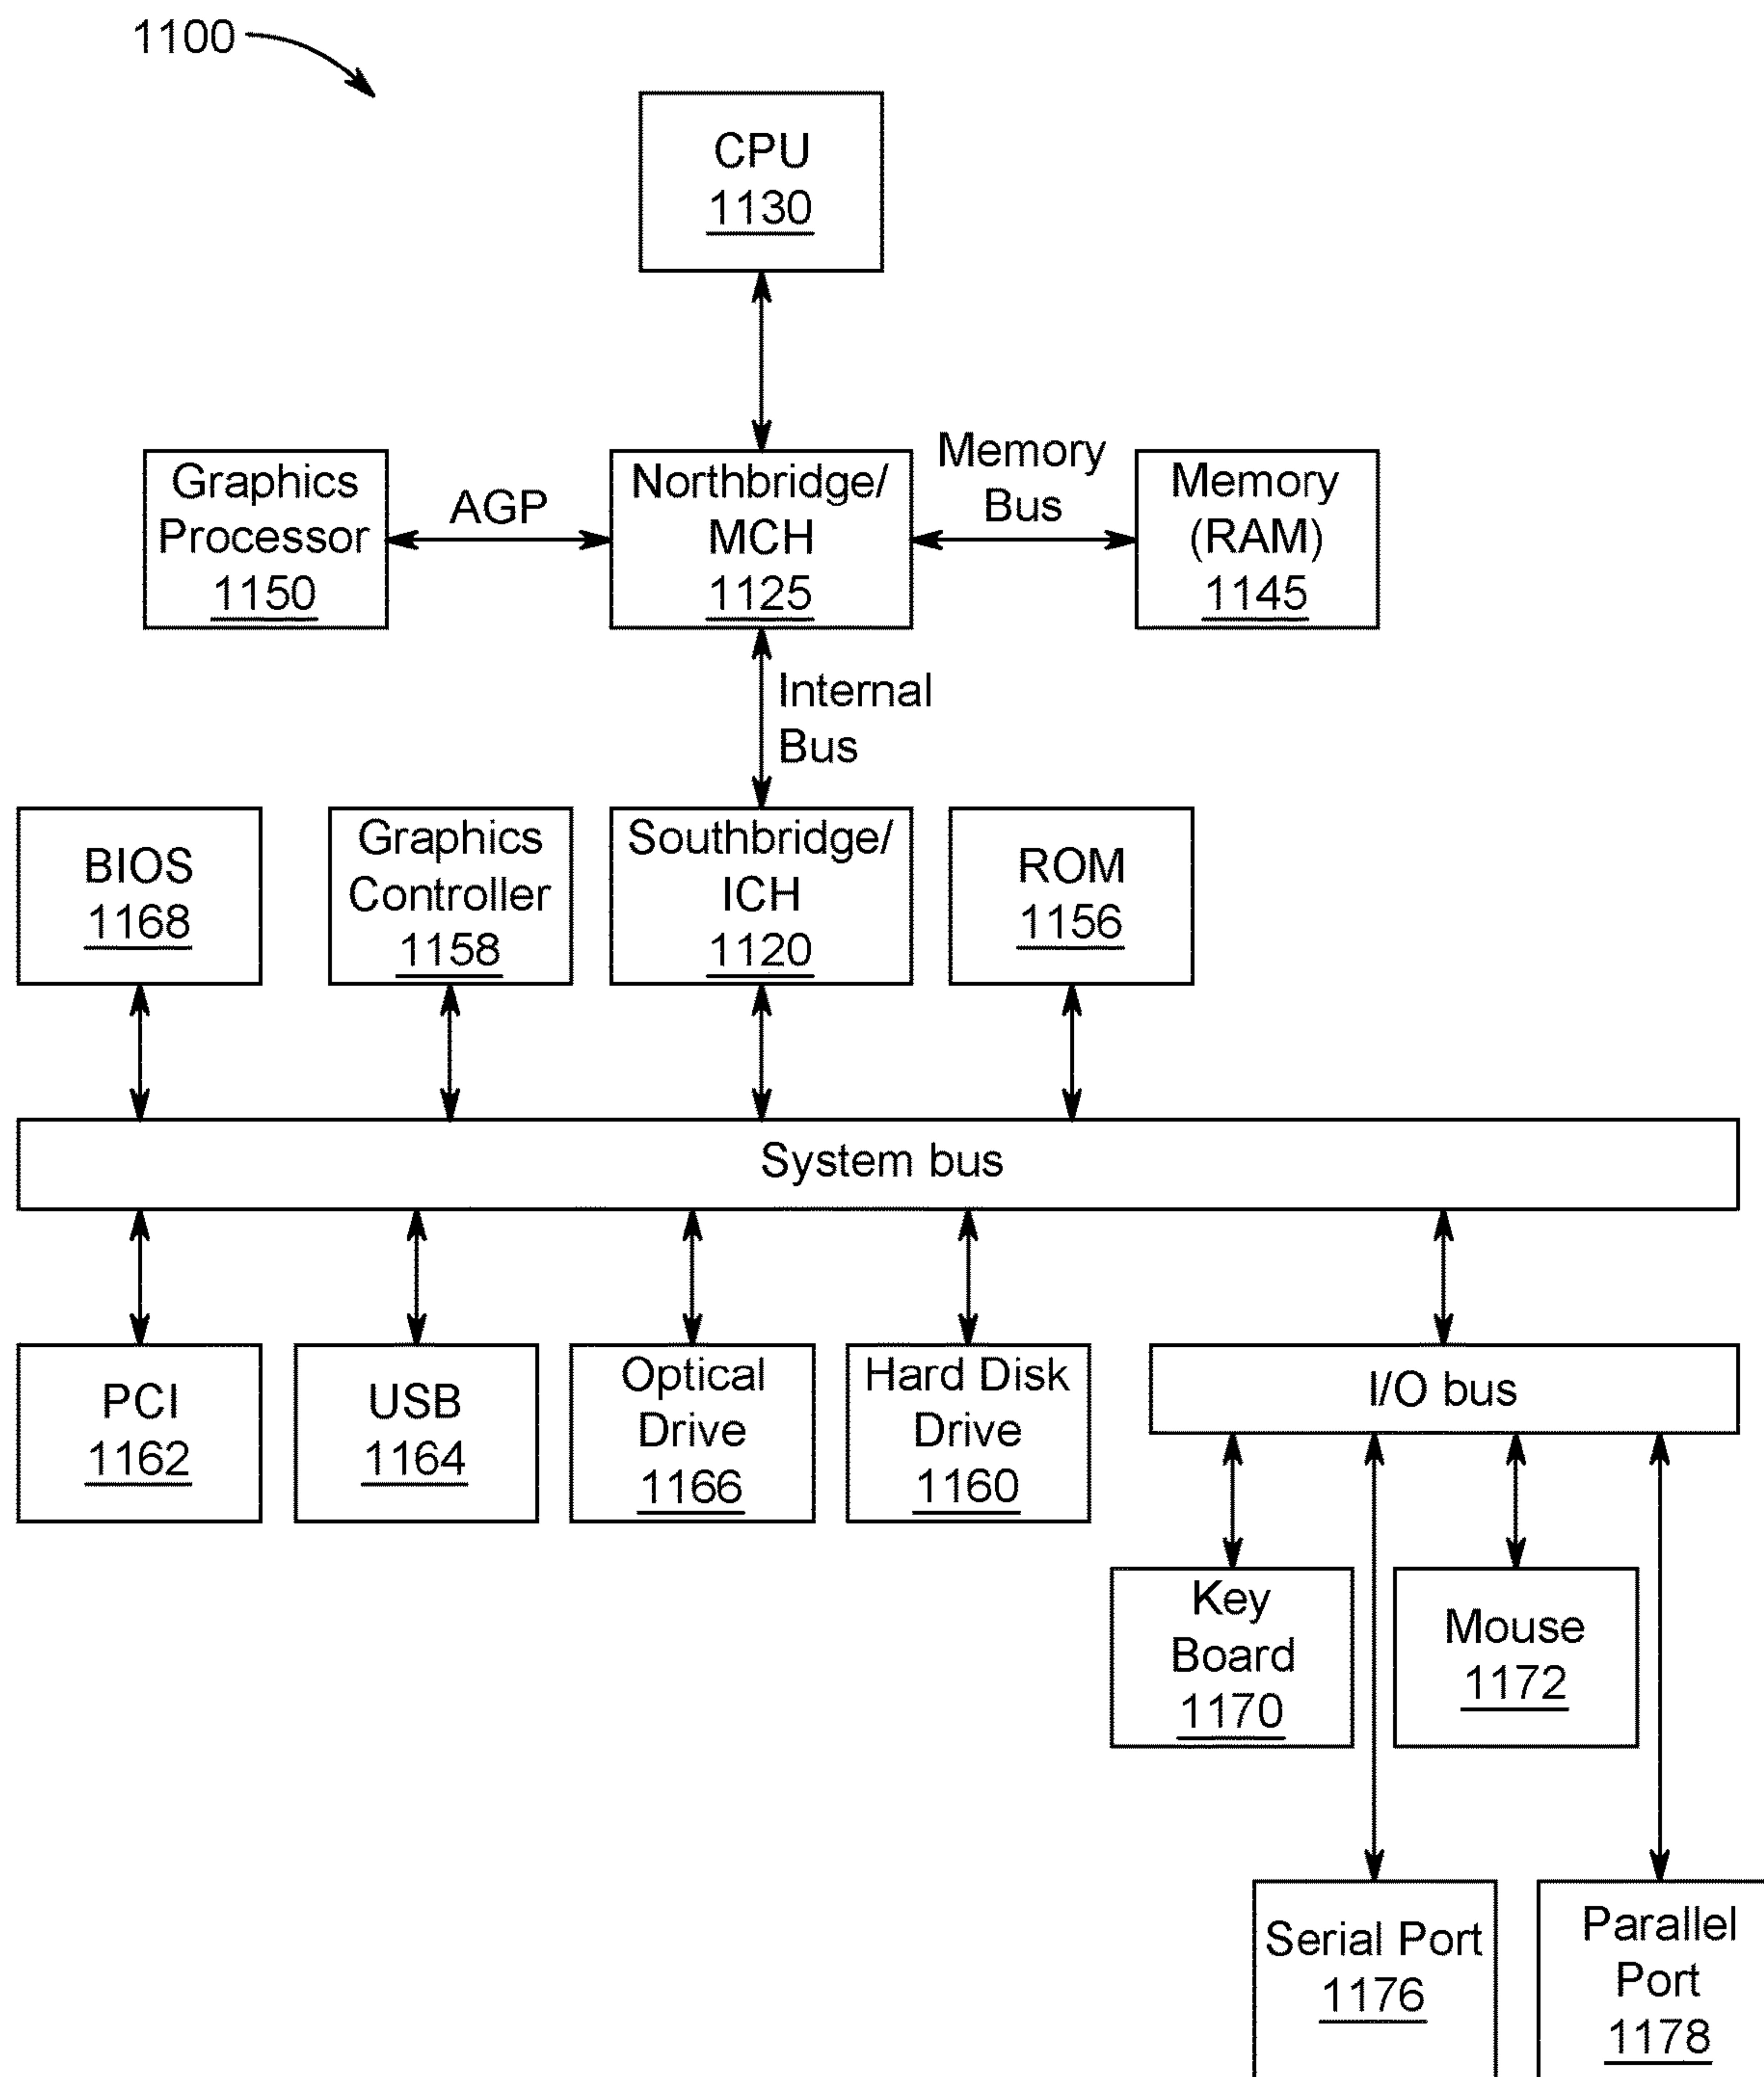 1100
CPU
1130
Graphics
Processor
1150
AGP
Northbridge/
MCH
1125
Memory
Bus
Memory
(RAM)
1145
Internal
Bus
BIOS
1168
Graphics
Controller
1158
Southbridge/
ICH
1120
ROM
1156
System bus
PCI
1162
USB
1164
Optical
Drive
1166
Hard Disk
Drive
1160
I/O bus
Key
Board
1170
Mouse
1172
Serial Port
1176
Parallel
Port
1178